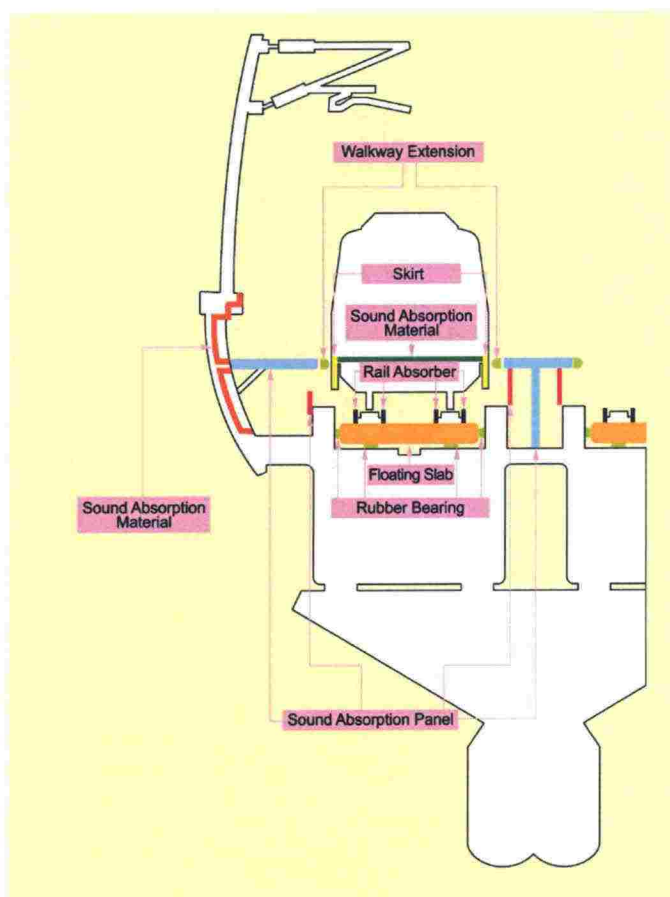 Walkway Extension
Skirt
Sound Absorption
Material
Rail Absorber
Floating Slab
Sound Absorption
Material
Rubber Bearing
Sound Absorption Panel